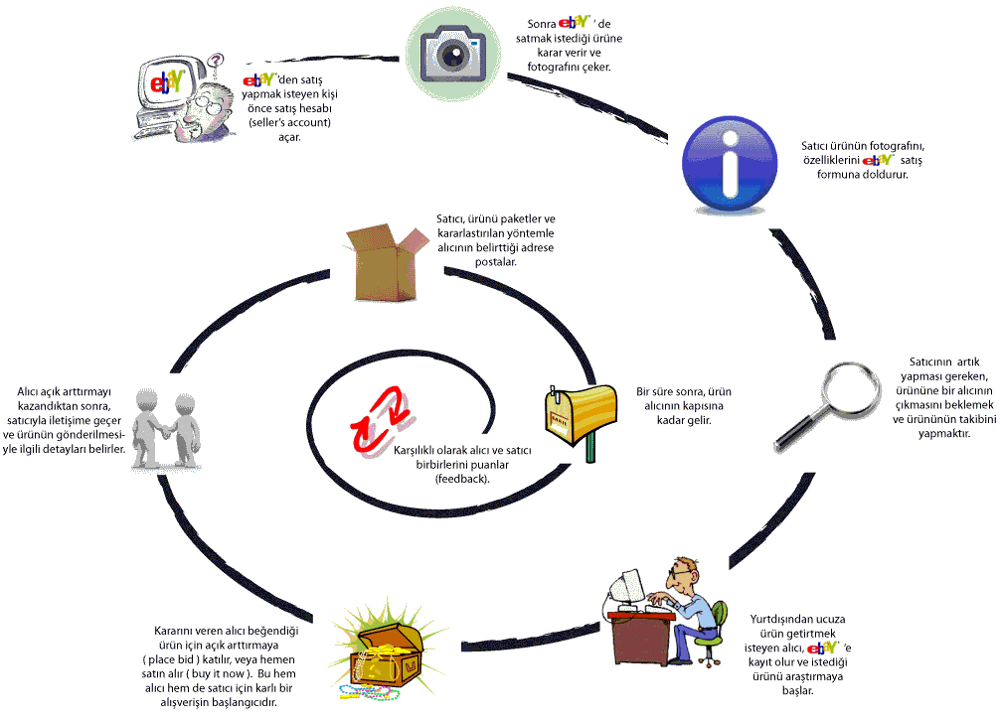 ebay
?
ebay'den satış
yapmak isteyen kişi
önce satış hesabı
(seller's account)
açar.
Sonra ebay ' de
satmak istediği ürüne
karar verir ve
fotografını çeker.
Satıcı ürünün fotografını,
özelliklerini ebay satış
formuna doldurur.
Satıcının artık
yapması gereken,
ürününe bir alıcının
çıkmasını beklemek
ve ürününün takibini
yapmaktır.
Yurtdışından ucuza
ürün getirtmek
isteyen alıcı, ebay 'e
kayıt olur ve istediği
ürünü araştırmaya
başlar.
Kararını veren alıcı beğendiği
ürün için açık arttırmaya
( place bid ) katılır, veya hemen
satın alır ( buy it now ). Bu hem
alıcı hem de satıcı için karlı bir
alışverişin başlangıcıdır.
Alıcı açık arttırmayı
kazandıktan sonra,
satıcıyla iletişime geçer
ve ürünün gönderilmesi-
yle ilgili detayları belirler.
Satıcı, ürünü paketler ve
kararlastırılan yöntemle
alıcının belirttiği adrese
postalar.
Bir süre sonra, ürün
alıcının kapısına
kadar gelir.
Karşılıklı olarak alıcı ve satıcı
birbirlerini puanlar
(feedback).